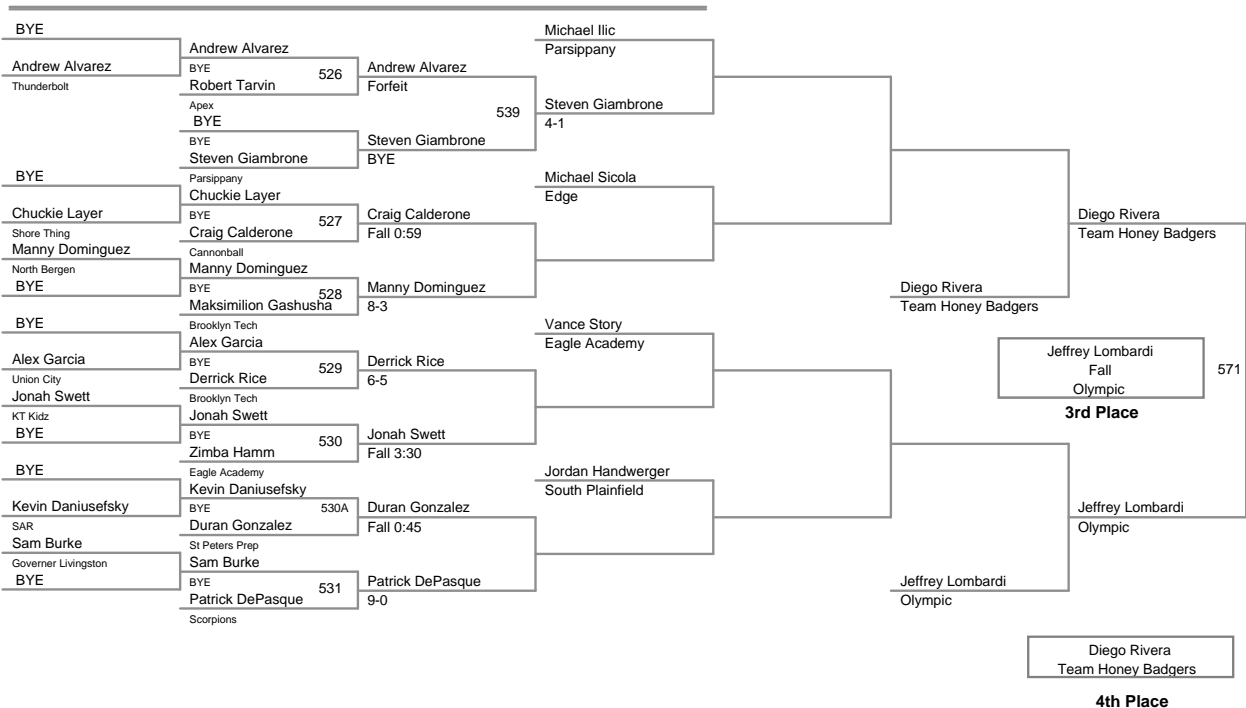 BYE
Andrew Alvarez
Thunderbolt
BYE
Chuckie Layer
Shore Thing
Manny Dominguez
North Bergen
BYE
BYE
Alex Garcia
Union City
Jonah Swett
KT Kidz
BYE
BYE
Kevin Daniusefsky
SAR
Sam Burke
Governer Livingston
BYE
Andrew Alvarez
BYE
526
Robert Tarvin
Apex
BYE
BYE
Steven Giambrone
Parsippany
Chuckie Layer
BYE
527
Craig Calderone
Cannonball
Manny Dominguez
BYE
528
Maksimilion Gashusha
Brooklyn Tech
Alex Garcia
BYE
529
Derrick Rice
Brooklyn Tech
Jonah Swett
BYE
530
Zimba Hamm
Eagle Academy
Kevin Daniusefsky
BYE
530A
Duran Gonzalez
St Peters Prep
Sam Burke
BYE
531
Patrick DePasque
Scorpions
Andrew Alvarez
Forfeit
539
Steven Giambrone
BYE
Craig Calderone
Fall 0:59
Manny Dominguez
8-3
Derrick Rice
6-5
Jonah Swett
Fall 3:30
Duran Gonzalez
Fall 0:45
Patrick DePasque
9-0
Michael Ilic
Parsippany
Steven Giambrone
4-1
Michael Sicola
Edge
Vance Story
Eagle Academy
Jordan Handwerger
South Plainfield
Diego Rivera
Team Honey Badgers
Jeffrey Lombardi
Olympic
Diego Rivera
Team Honey Badgers
Jeffrey Lombardi
Fall
Olympic
571
3rd Place
Jeffrey Lombardi
Olympic
Diego Rivera
Team Honey Badgers
4th Place